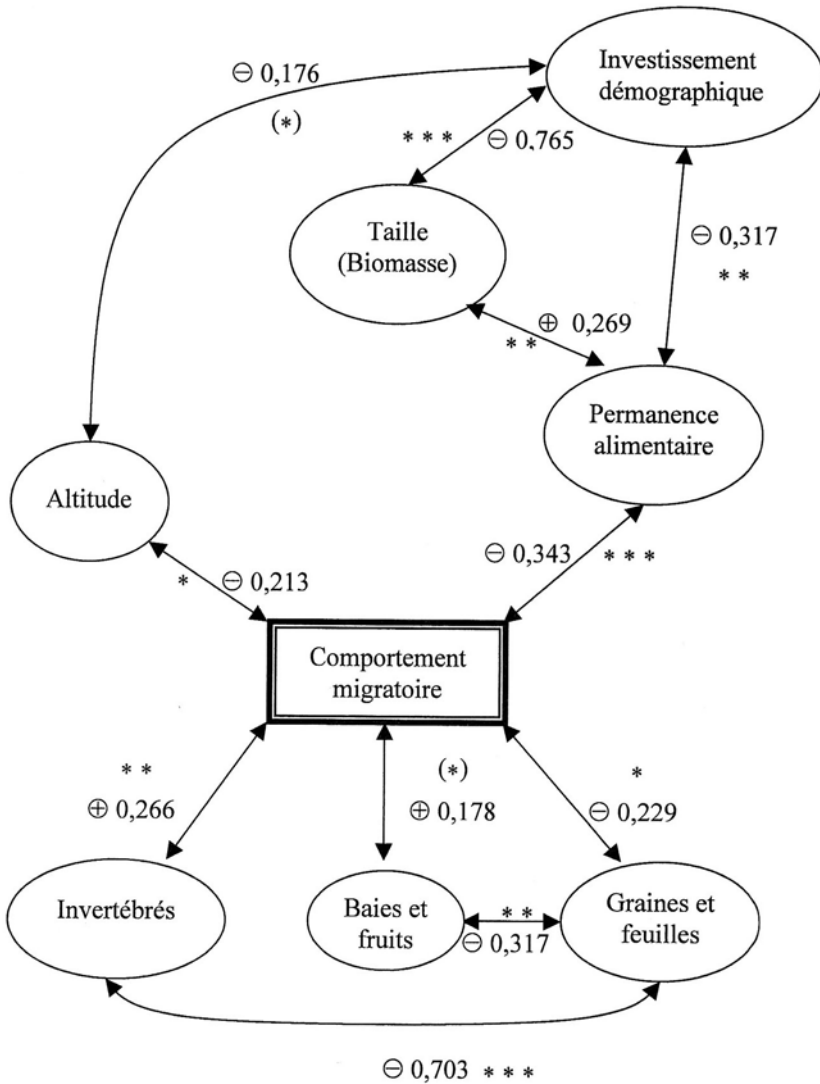 Investissement
démographique
⊖ 0,176
(*)
* * * ⊖ 0,765
Taille
(Biomasse)
⊖ 0,317
* *
⊕ 0,269
* *
Permanence
alimentaire
Altitude
* ⊖ 0,213
⊖ 0,343 * * *
Comportement
migratoire
* *
⊕ 0,266
(*)
⊕ 0,178
*
⊖ 0,229
Invertébrés
Baies et
fruits
* *
⊖ 0,317
Graines et
feuilles
⊖ 0,703 * * *